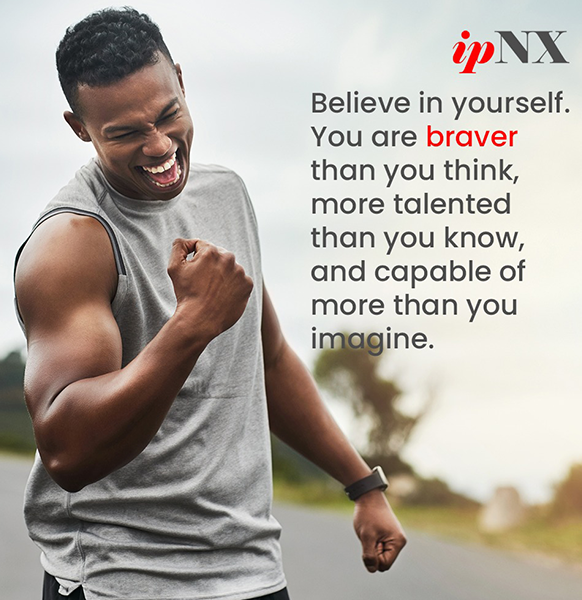 ipNX
Believe in yourself.
You are braver
than you think,
more talented
than you know,
and capable of
more than you
imagine.